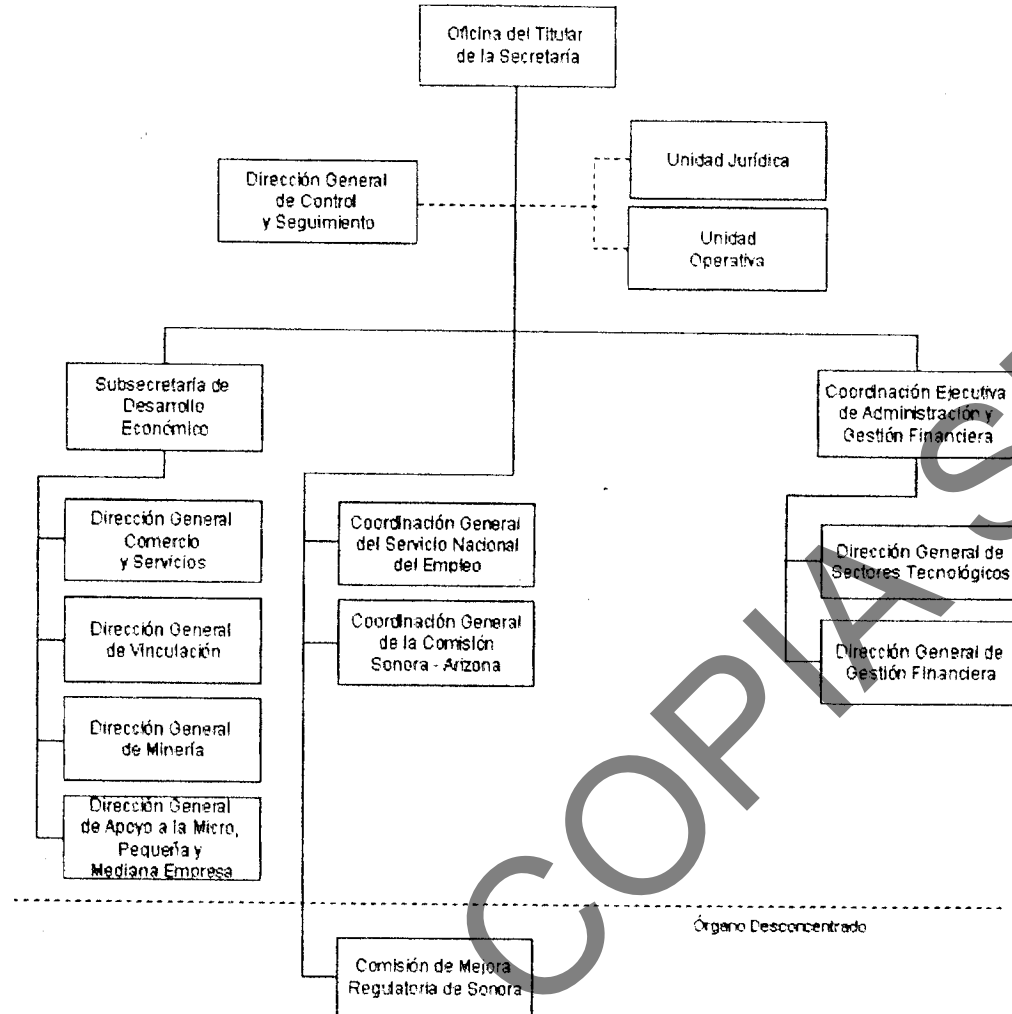 Oficina del Titular
de la Secretaría
Unidad Jurídica
Dirección General
de Control
y Seguimiento
Unidad
Operativa
Subsecretaría de
Desarrollo
Económico
Coordinación Ejecutiva
de Administración y
Gestión Financiera
Dirección General
Comercio
y Servicios
Coordinación General
del Servicio Nacional
del Empleo
Dirección General de
Sectores Tecnológicos
Dirección General
de Vinculación
Coordinación General
de la Comisión
Sonora - Arizona
Dirección General de
Gestión Financiera
Dirección General
de Minería
Dirección General
de Apoyo a la Micro,
Pequeña y
Mediana Empresa
Órgano Desconcentrado
Comisión de Mejora
Regulatoria de Sonora
COPIA